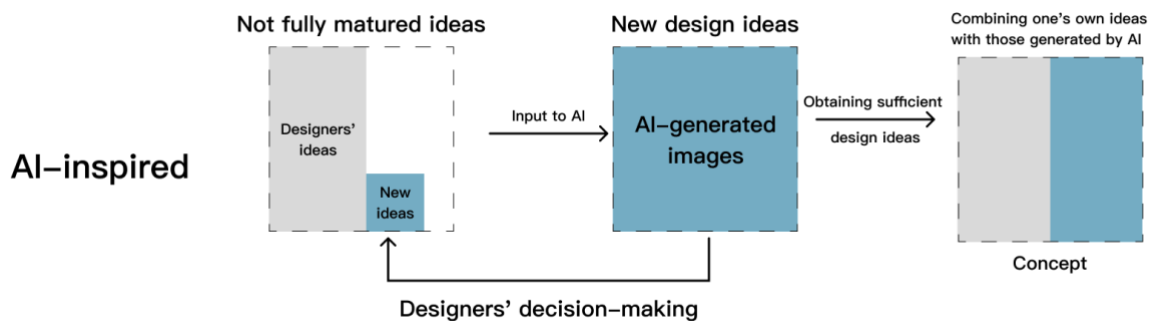 AI–inspired
Not fully matured ideas
Designers’
ideas
New
ideas
Input to AI
New design ideas
AI–generated
images
Obtaining sufficient
design ideas
Combining one’s own ideas
with those generated by AI
Concept
Designers’ decision–making